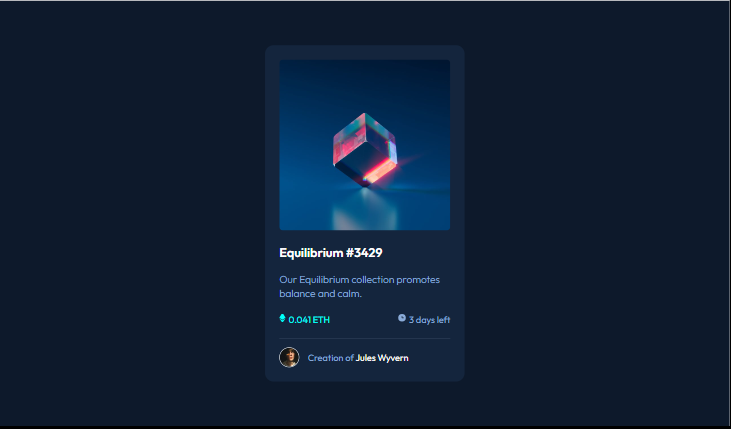 Equilibrium #3429
Our Equilibrium collection promotes
balance and calm.
0.041 ETH
3 days left
Creation of Jules Wyvern